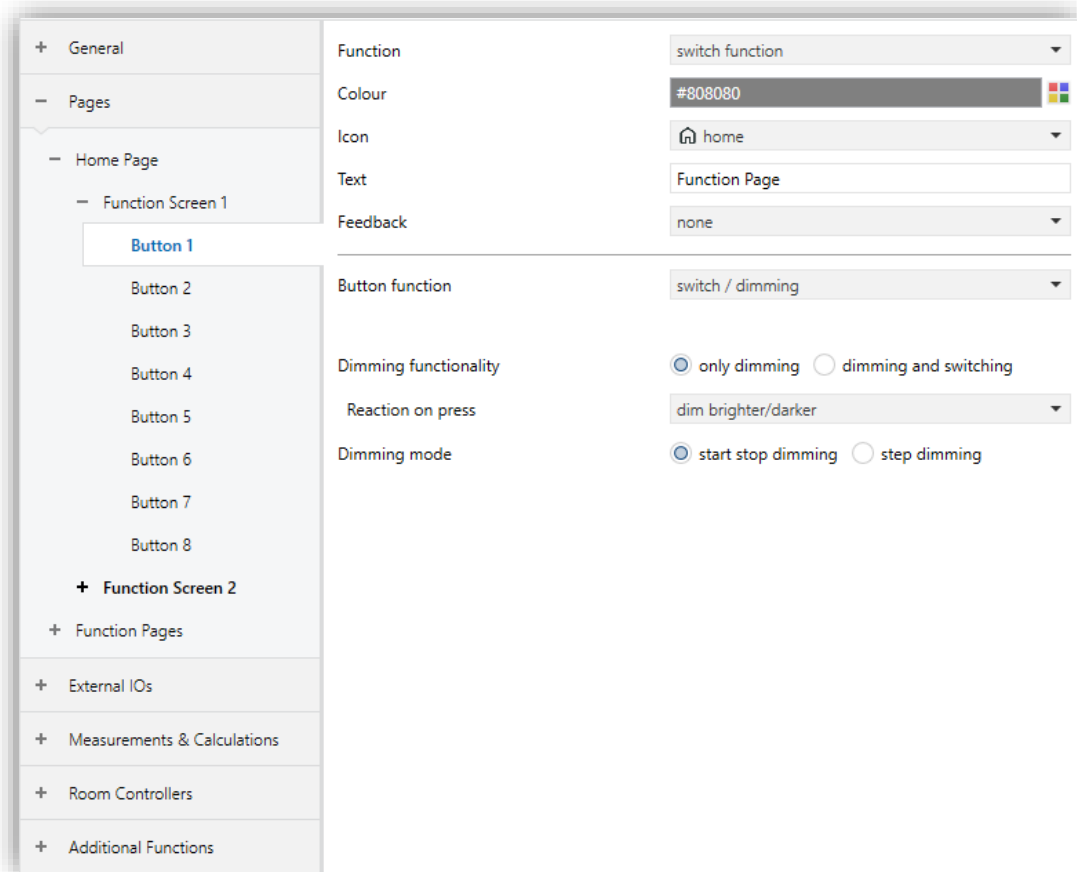 General
Pages
Home Page
Function Screen 1
Button 1
Button 2
Button 3
Button 4
Button 5
Button 6
Button 7
Button 8
Function Screen 2
Function Pages
External IOs
Measurements & Calculations
Room Controllers
Additional Functions
Function switch function
Colour #808080
Icon home
Text Function Page
Feedback none
Button function switch / dimming
Dimming functionality only dimming dimming and switching
Reaction on press dim brighter/darker
Dimming mode start stop dimming step dimming